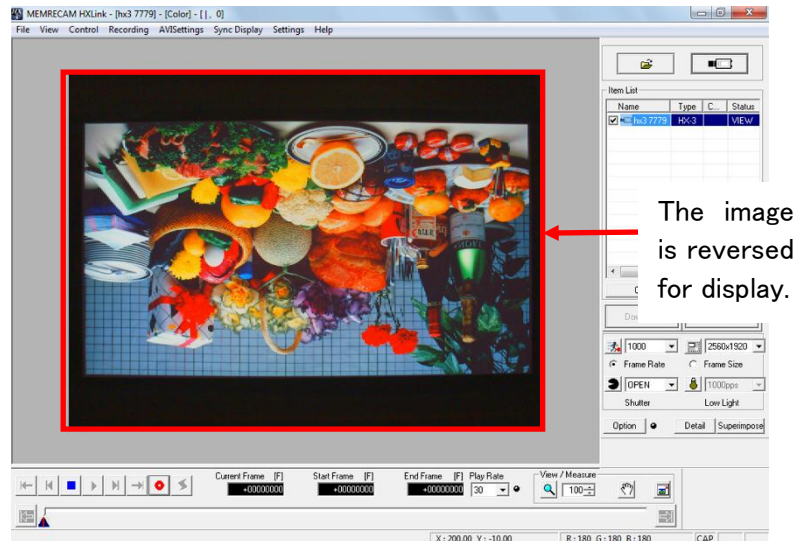 MEMRECAM HXLink - [hx3 7779] - [Color] - [ | , 0]
File View Control Recording AVISettings Sync Display Settings Help
Item List
Name Type C... Status
hx3 7779 HX-3 VIEW
The image
is reversed
for display.
1000 2560x1920
Frame Rate Frame Size
OPEN 1000pps
Shutter Low Light
Option Detail Superimpose
Current Frame [F] Start Frame [F] End Frame [F] Play Rate View / Measure
+00000000 +00000000 +00000000 30 100
X : 200.00 Y : -10.00 R : 180 G : 180 B : 180 CAP